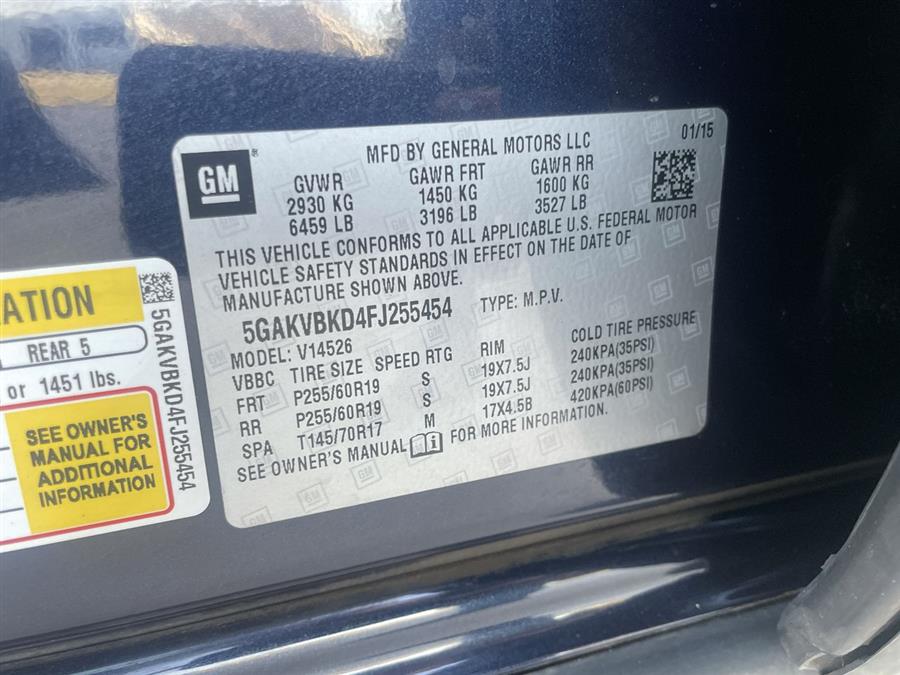 GM
MFD BY GENERAL MOTORS LLC
01/15
GVWR GAWR FRT GAWR RR
2930 KG 1450 KG 1600 KG
6459 LB 3196 LB 3527 LB
THIS VEHICLE CONFORMS TO ALL APPLICABLE U.S. FEDERAL MOTOR
VEHICLE SAFETY STANDARDS IN EFFECT ON THE DATE OF
MANUFACTURE SHOWN ABOVE.
5GAKVBKD4FJ255454 TYPE: M.P.V.
MODEL: V14526
VBBC TIRE SIZE SPEED RTG RIM COLD TIRE PRESSURE
FRT P255/60R19 S 19X7.5J 240KPA(35PSI)
RR P255/60R19 S 19X7.5J 240KPA(35PSI)
SPA T145/70R17 M 17X4.5B 420KPA(60PSI)
SEE OWNER'S MANUAL FOR MORE INFORMATION.
ATION
REAR 5
or 1451 lbs.
SEE OWNER'S
MANUAL FOR
ADDITIONAL
INFORMATION
5GAKVBKD4FJ255454